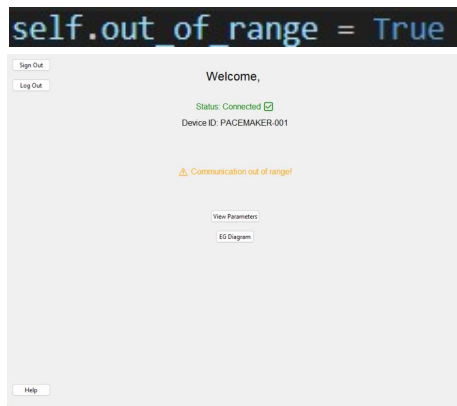 self.out_of_range = True
Sign Out
Log Out
Welcome,
Status: Connected ☑
Device ID: PACEMAKER-001
⚠ Communication out of range!
View Parameters
EG Diagram
Help